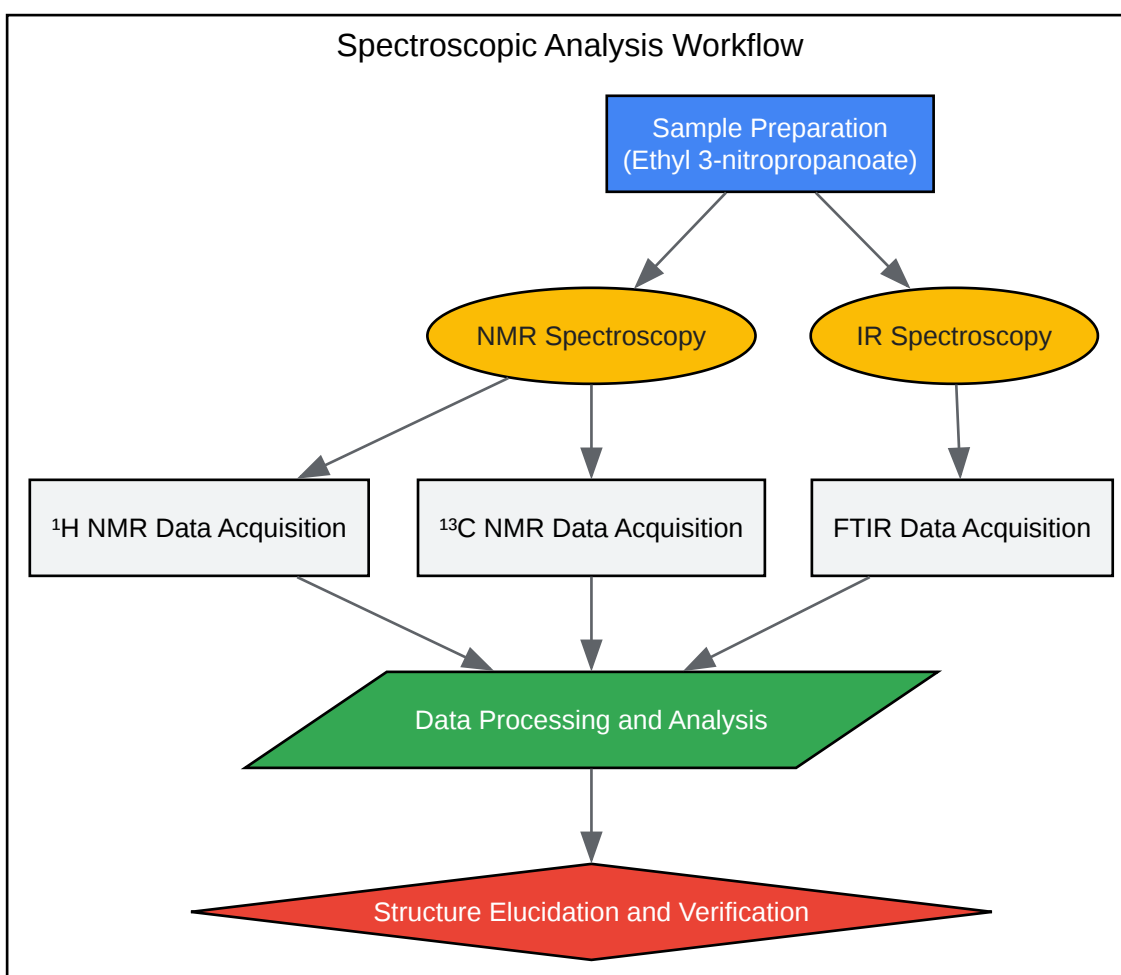 Spectroscopic Analysis Workflow
Sample Preparation
(Ethyl 3-nitropropanoate)
NMR Spectroscopy
IR Spectroscopy
¹H NMR Data Acquisition
¹³C NMR Data Acquisition
FTIR Data Acquisition
Data Processing and Analysis
Structure Elucidation and Verification